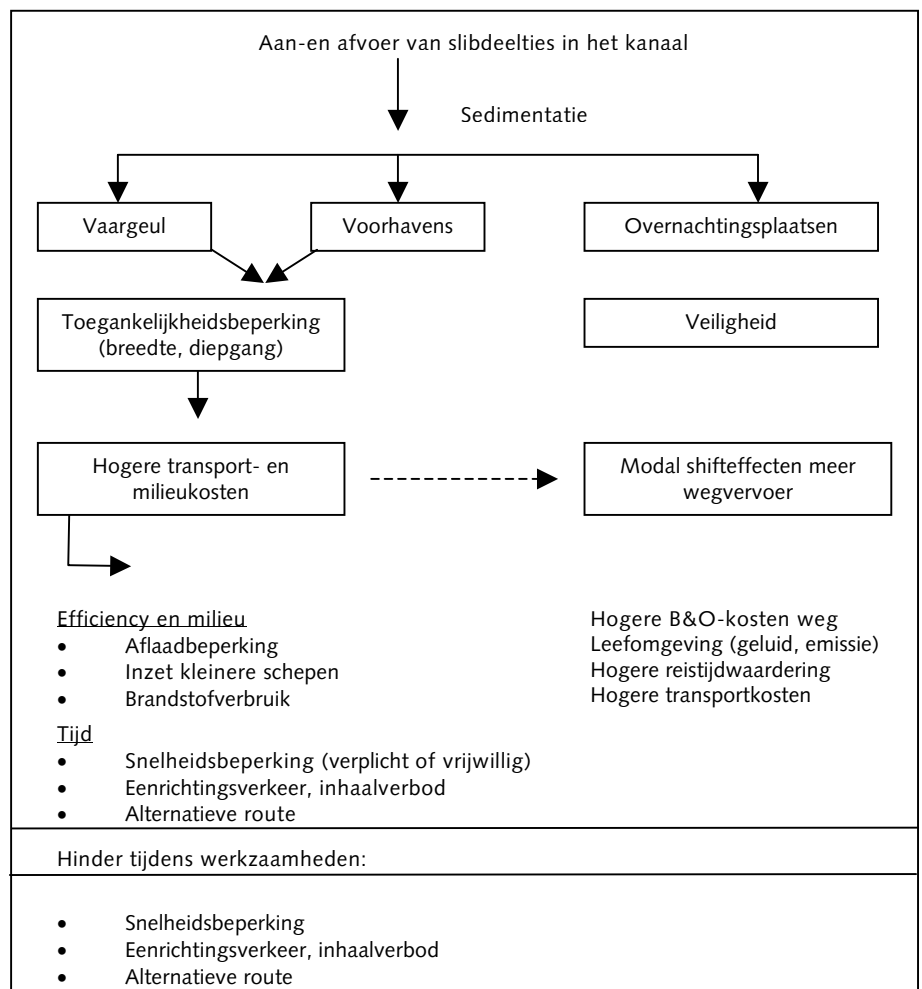 Aan-en afvoer van slibdeelties in het kanaal
Sedimentatie
Vaargeul
Voorhavens
Overnachtingsplaatsen
Toegankelijkheidsbeperking
(breedte, diepgang)
Veiligheid
Hogere transport- en
milieukosten
Modal shifteffecten meer
wegvervoer
Efficiency en milieu
• Aflaadbeperking
• Inzet kleinere schepen
• Brandstofverbruik
Hogere B&O-kosten weg
Leefomgeving (geluid, emissie)
Hogere reistijdwaardering
Hogere transportkosten
Tijd
• Snelheidsbeperking (verplicht of vrijwillig)
• Eenrichtingsverkeer, inhaalverbod
• Alternatieve route
Hinder tijdens werkzaamheden:
• Snelheidsbeperking
• Eenrichtingsverkeer, inhaalverbod
• Alternatieve route